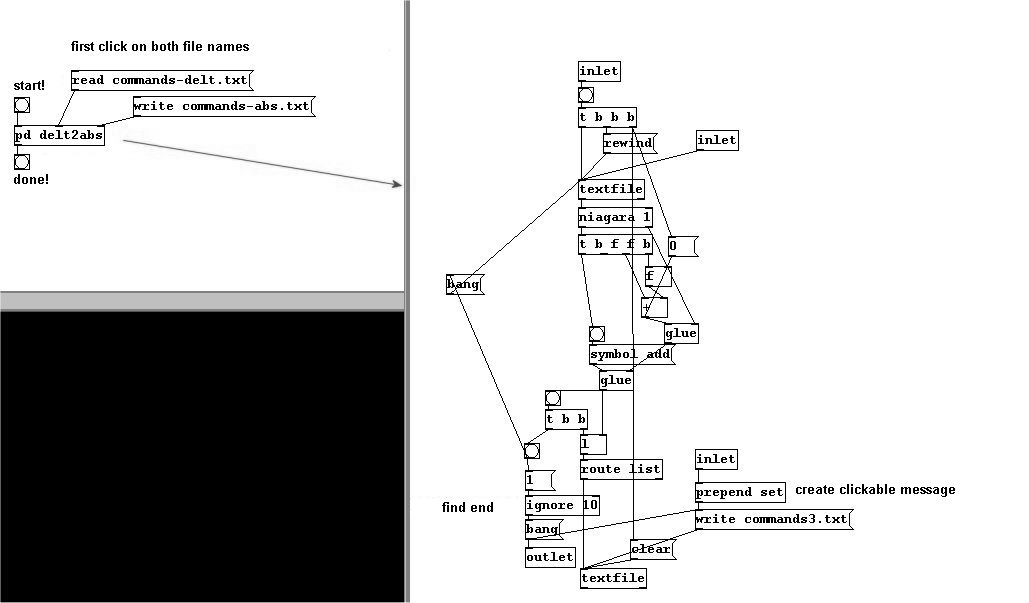 first click on both file names
read commands-delt.txt
start!
write commands-abs.txt
pd delt2abs
done!
inlet
t b b b
rewind
inlet
textfile
niagara 1
t b f f b
0
f
bang
+
glue
symbol add
glue
t b b
l
inlet
route list
1
prepend set
create clickable message
find end
ignore 10
write commands3.txt
bang
clear
outlet
textfile